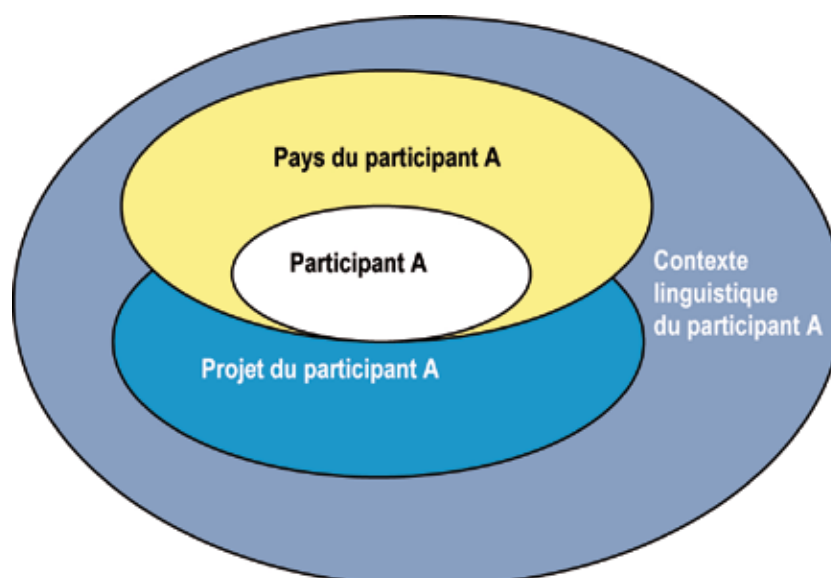 Pays du participant A
Participant A
Contexte
linguistique
du participant A
Projet du participant A